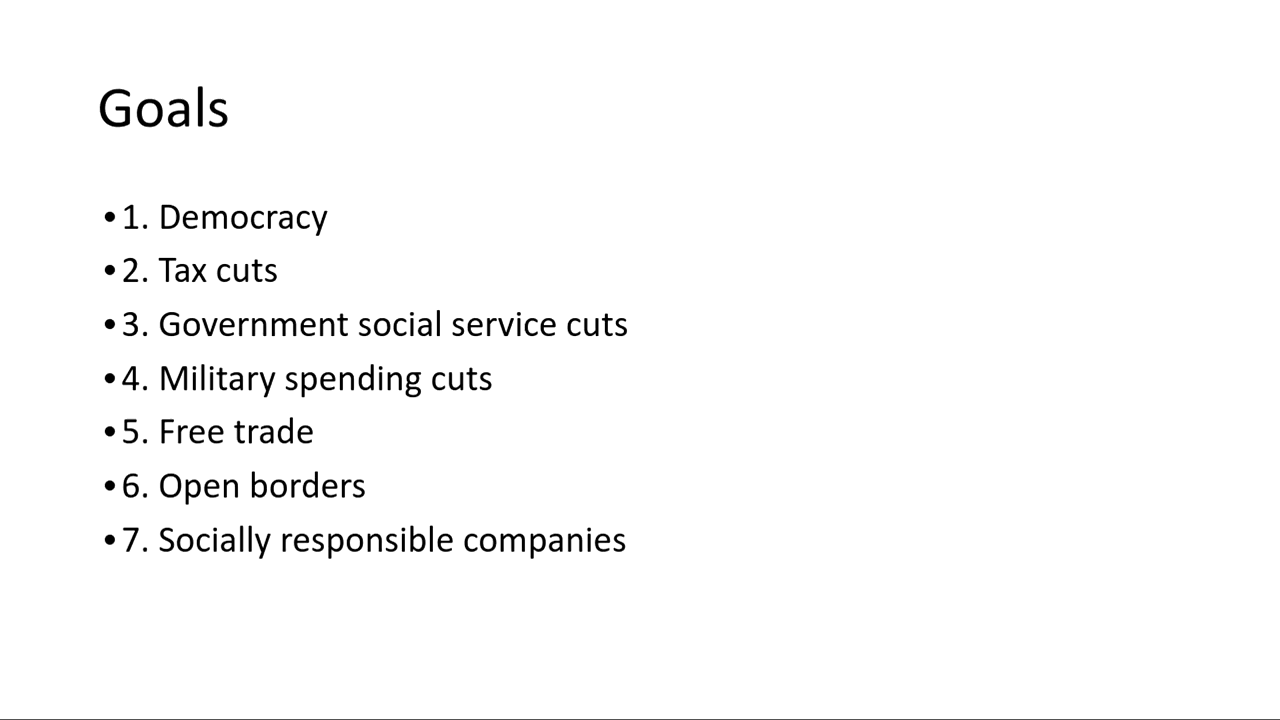 Goals
•1. Democracy
•2. Tax cuts
•3. Government social service cuts
•4. Military spending cuts
•5. Free trade
•6. Open borders
•7. Socially responsible companies